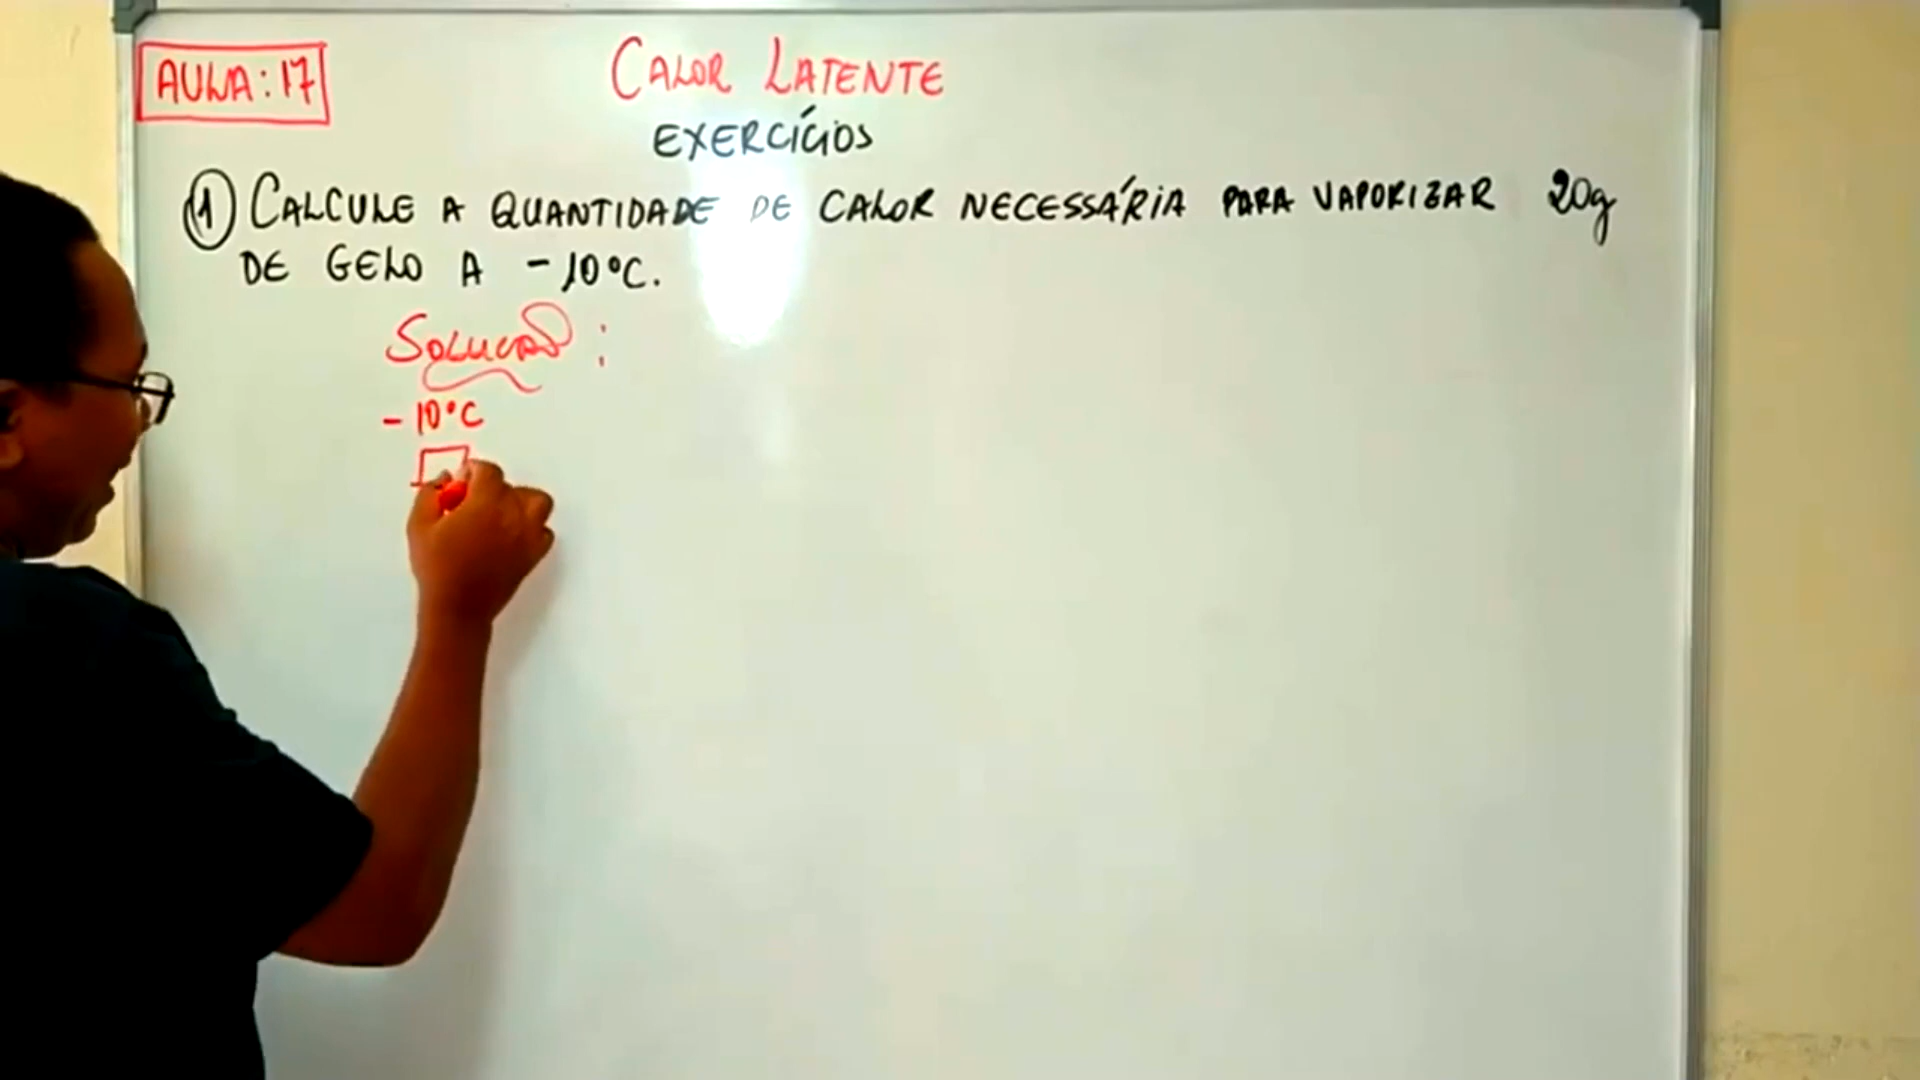 AULA: 17
CALOR LATENTE
EXERCÍCIOS
1 CALCULE A QUANTIDADE DE CALOR NECESSÁRIA PARA VAPORIZAR 20g
DE GELO A -10°C.
SOLUÇÃO:
-10°C